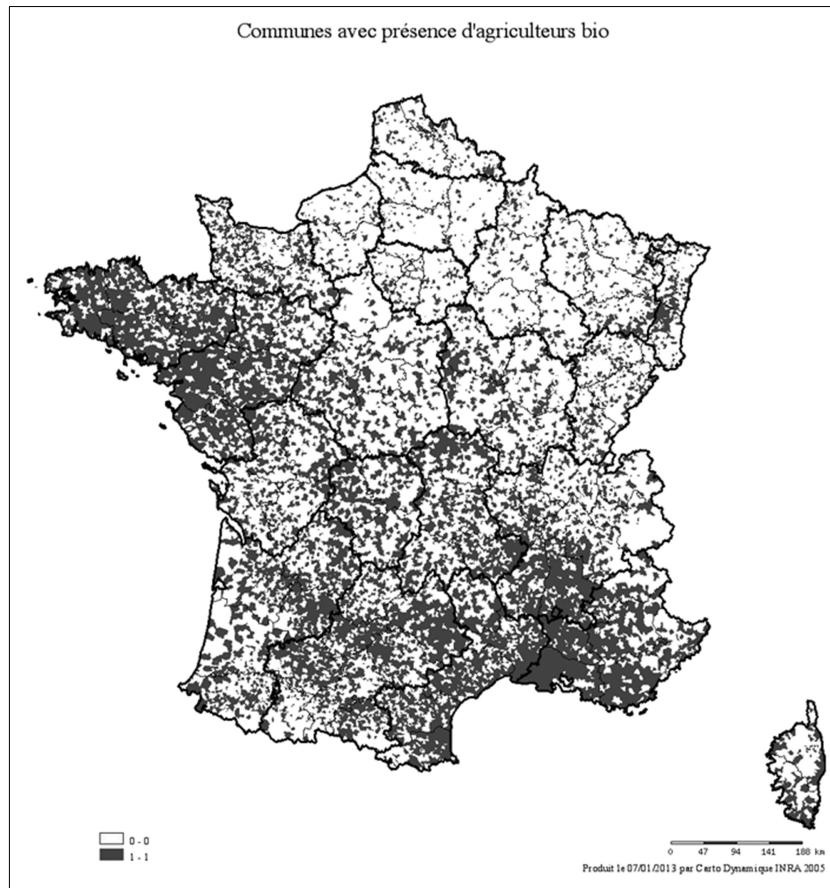 Communes avec présence d'agriculteurs bio
0 - 0
1 - 1
0 47 94 141 188 km
Produit le 07/01/2013 par Carto Dynamique INRA 2005